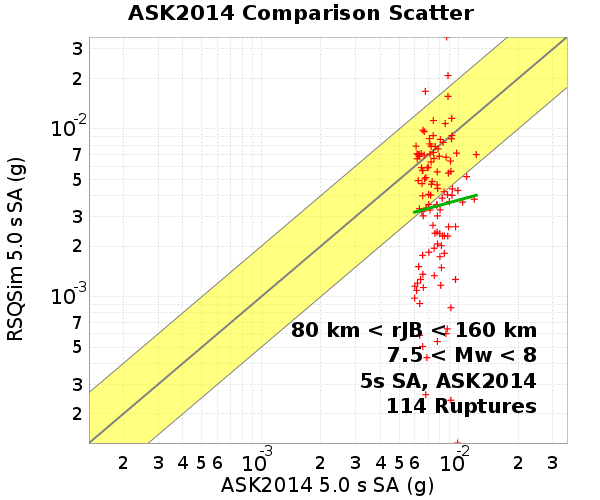 ASK2014 Comparison Scatter
RSQSim 5.0 s SA (g)
3
2
10^-2
7
5
3
2
10^-3
7
5
3
2
80 km < rJB < 160 km
7.5 < Mw < 8
5s SA, ASK2014
114 Ruptures
2 3 4 5 6 10^-3 2 3 4 5 6 10^-2 2 3
ASK2014 5.0 s SA (g)